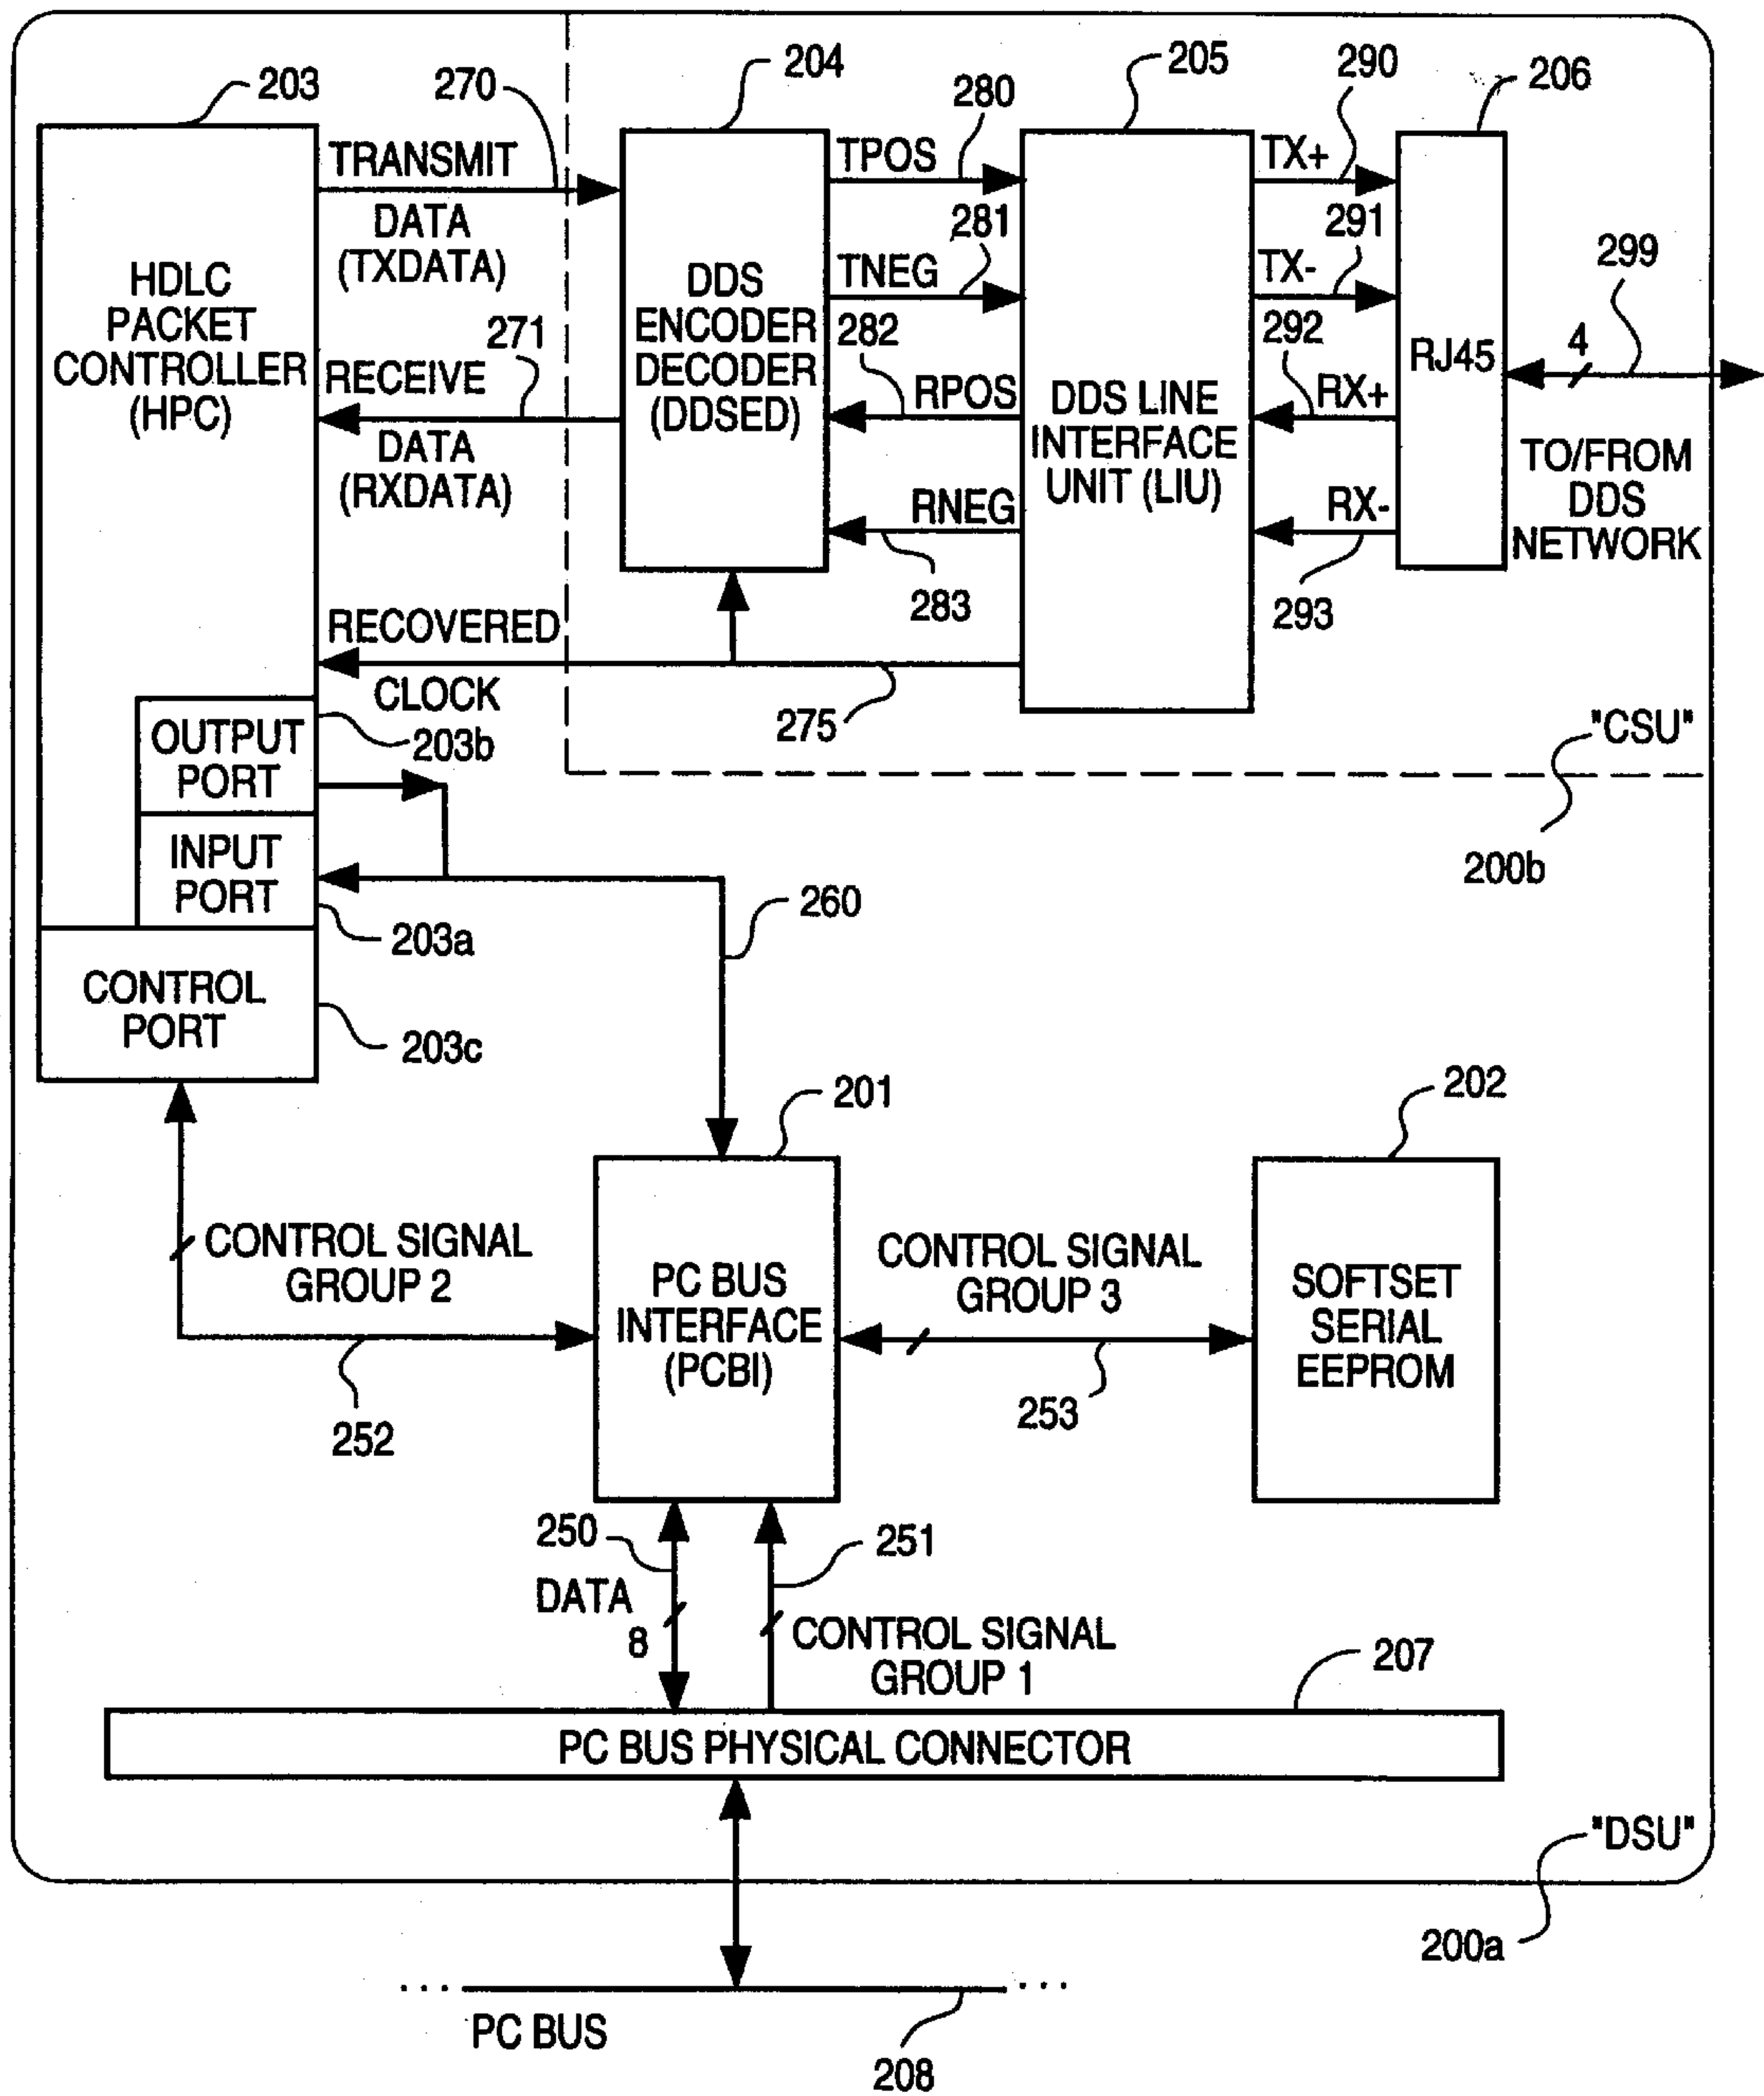 203
270
204
280
205
290
206
TRANSMIT
DATA
(TXDATA)
TPOS
TX+
281
291
299
HDLC
PACKET
CONTROLLER
(HPC)
DDS
ENCODER
DECODER
(DDSED)
TNEG
TX-
271
282
292
4
RJ45
RECEIVE
DATA
(RXDATA)
RPOS
RX+
DDS LINE
INTERFACE
UNIT (LIU)
TO/FROM
DDS
NETWORK
RNEG
RX-
283
293
RECOVERED
CLOCK
275
"CSU"
200b
OUTPUT
PORT
203b
INPUT
PORT
203a
260
CONTROL
PORT
203c
201
202
CONTROL SIGNAL
GROUP 2
PC BUS
INTERFACE
(PCBI)
CONTROL SIGNAL
GROUP 3
SOFTSET
SERIAL
EEPROM
252
253
250
251
DATA
8
CONTROL SIGNAL
GROUP 1
207
PC BUS PHYSICAL CONNECTOR
"DSU"
200a
... ...
PC BUS
208